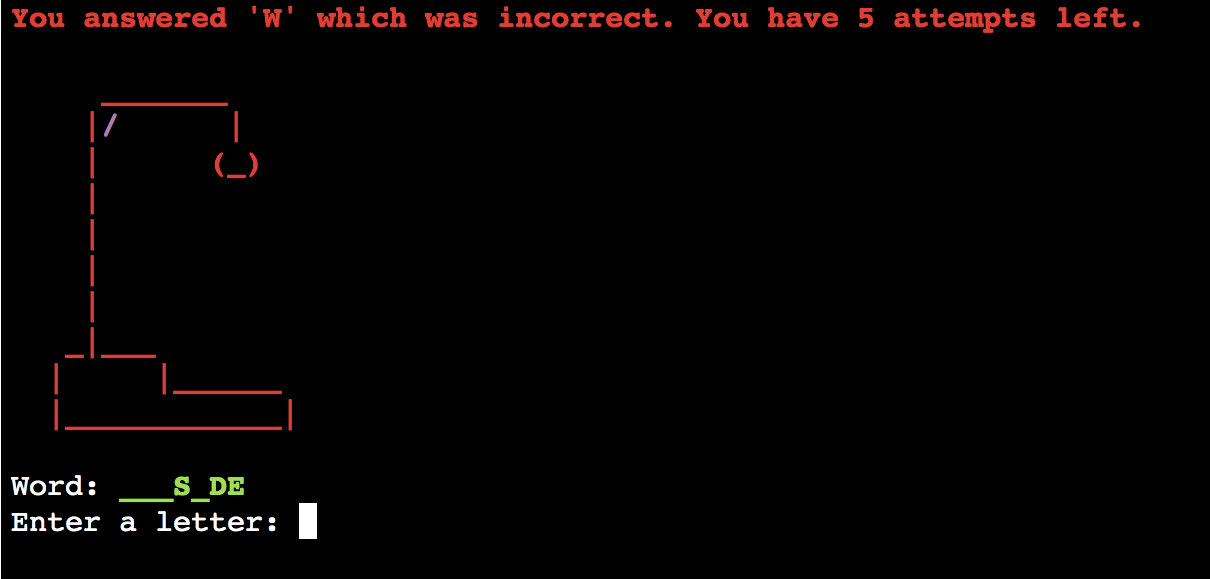 You answered 'W' which was incorrect. You have 5 attempts left.
Word: ___S_DE
Enter a letter: